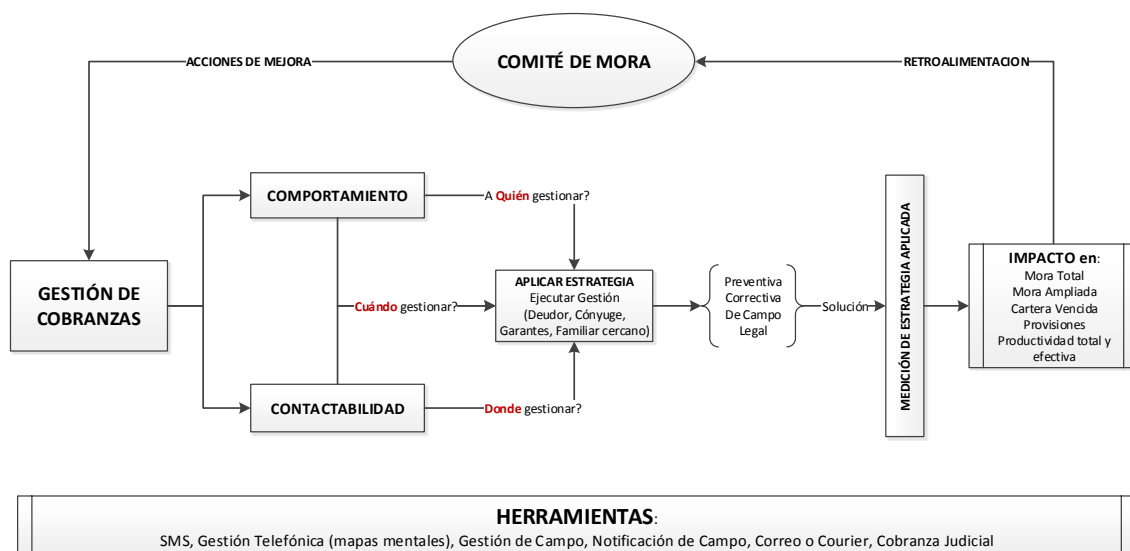 COMITÉ DE MORA
ACCIONES DE MEJORA
RETROALIMENTACION
COMPORTAMIENTO
A Quién gestionar?
GESTIÓN DE
COBRANZAS
Cuándo gestionar?
APLICAR ESTRATEGIA
Ejecutar Gestión
(Deudor, Cónyuge,
Garantes, Familiar cercano)
Preventiva
Correctiva
De Campo
Legal
Solución
MEDICIÓN DE ESTRATEGIA APLICADA
IMPACTO en:
Mora Total
Mora Ampliada
Cartera Vencida
Provisiones
Productividad total y
efectiva
CONTACTABILIDAD
Donde gestionar?
HERRAMIENTAS:
SMS, Gestión Telefónica (mapas mentales), Gestión de Campo, Notificación de Campo, Correo o Courier, Cobranza Judicial